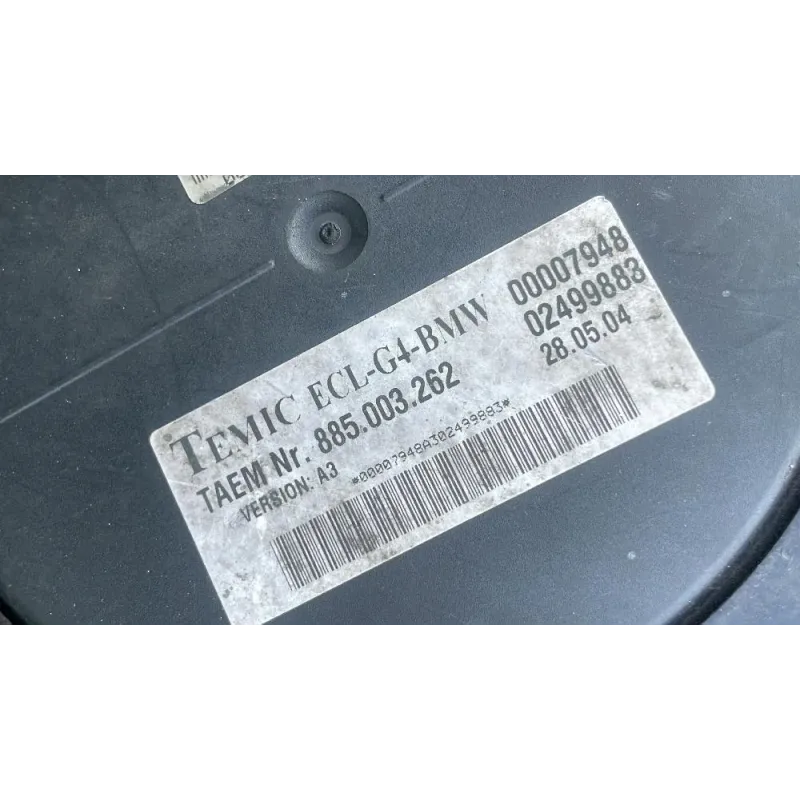 TEMIC ECL-G4-BMW 00007948
TAEM Nr. 885.003.262 02499883
VERSION: A3 28.05.04
*00007948A302499883*